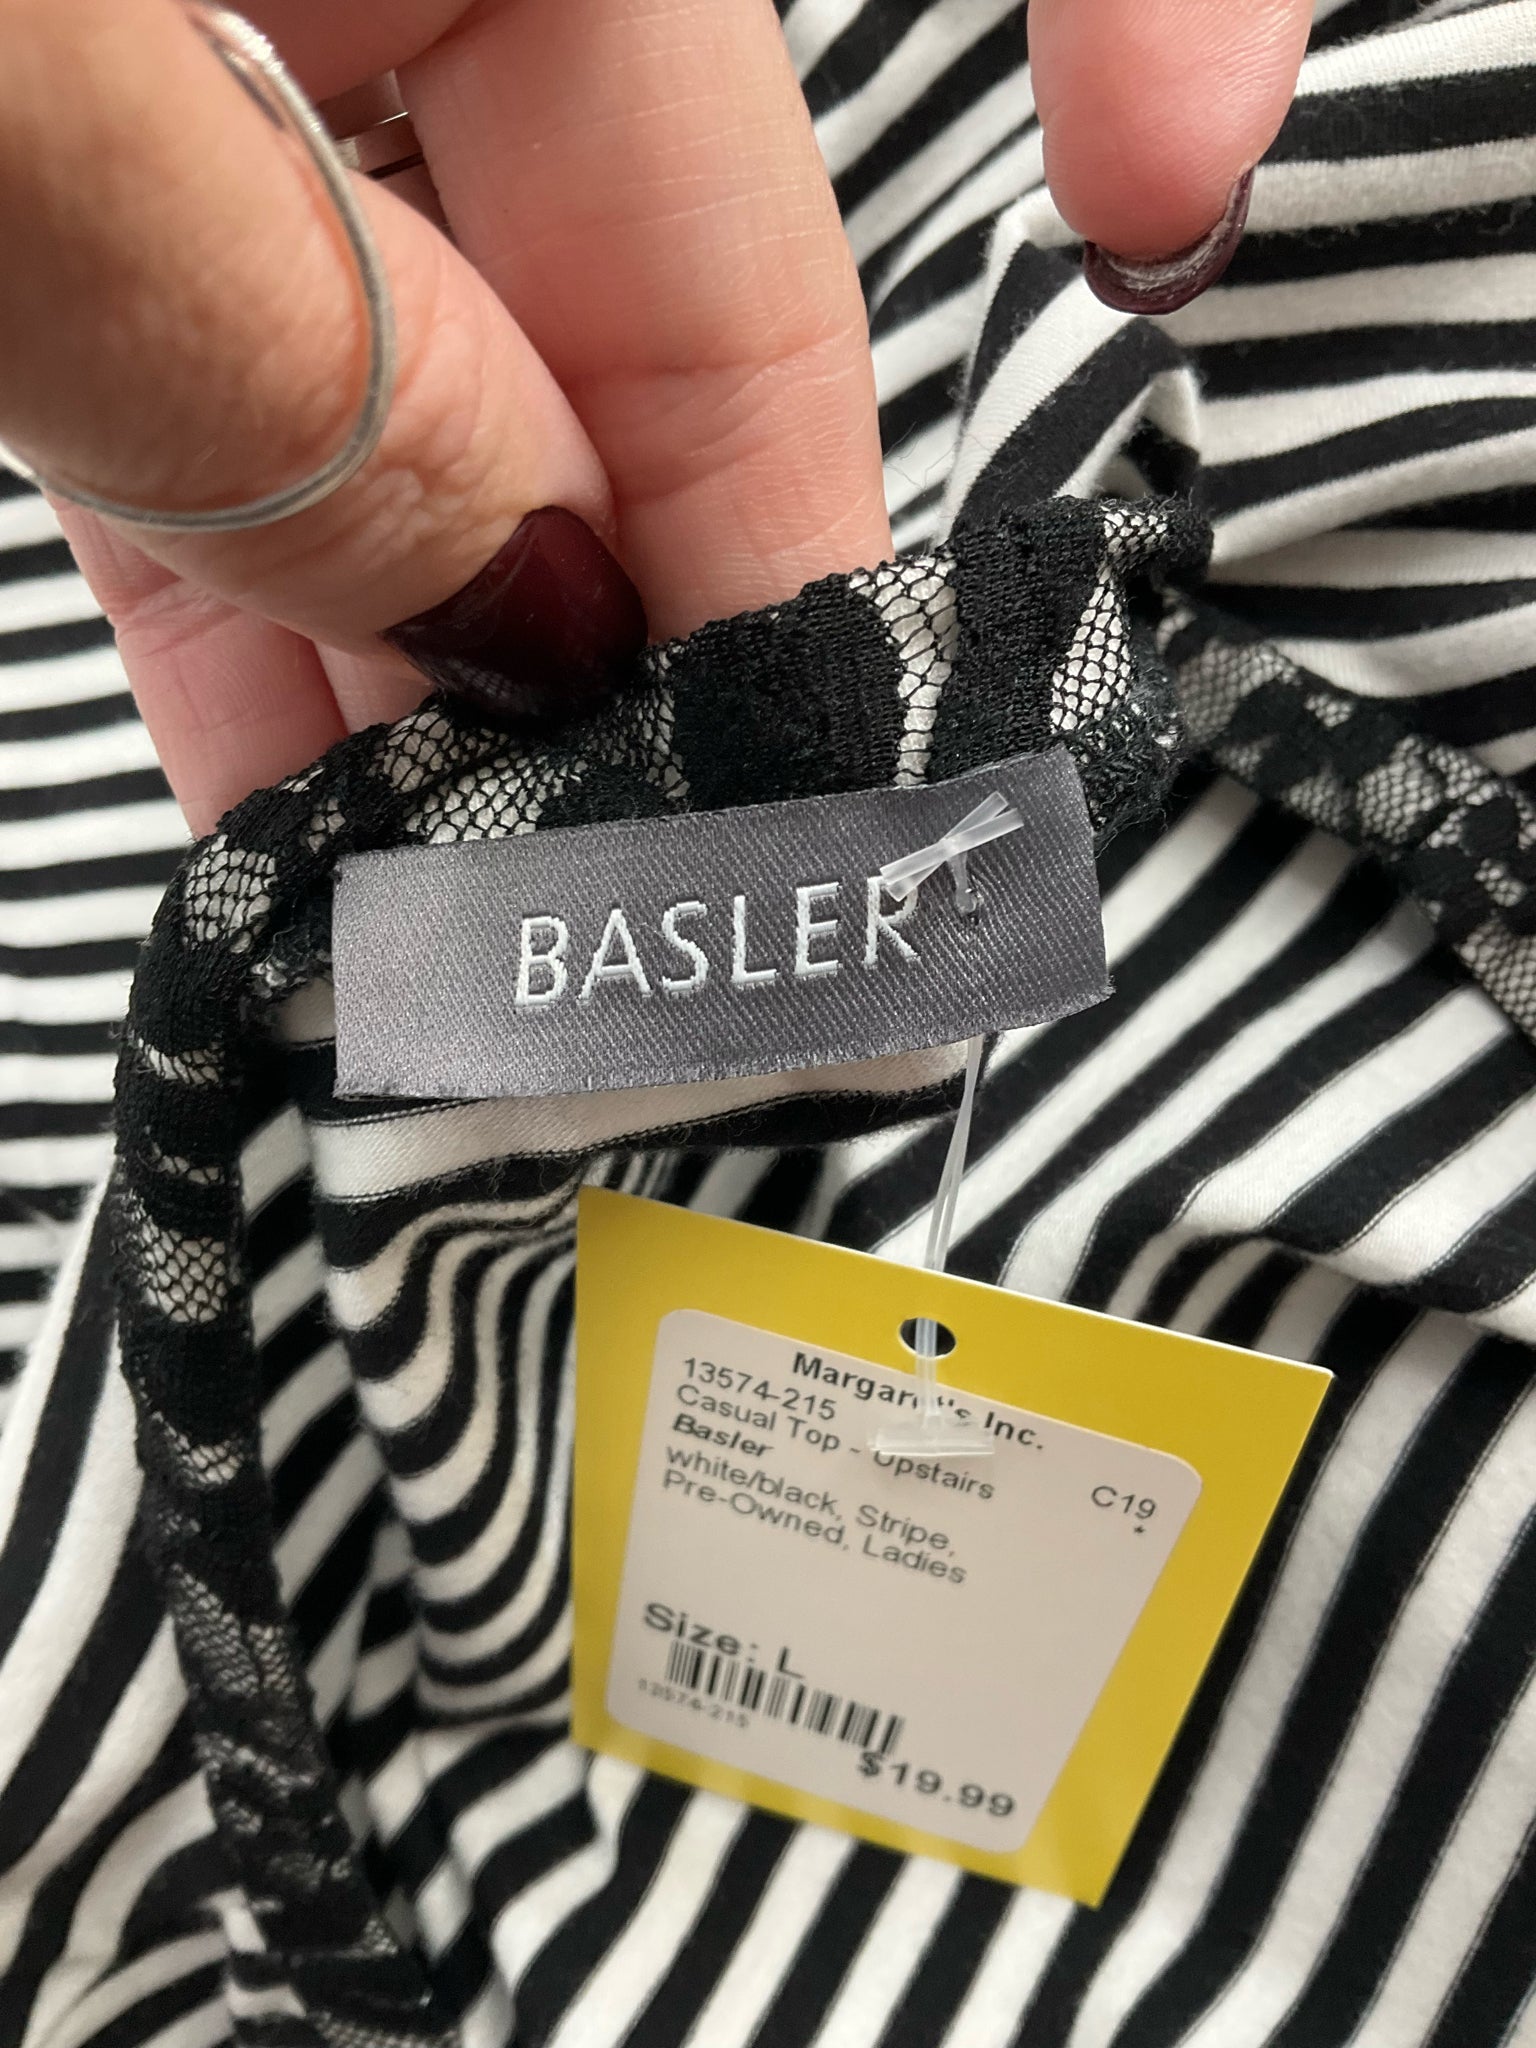 BASLER
Margaret's Inc.
13574-215
Casual Top - Upstairs
Basler
C19
white/black, Stripe,
*
Pre-Owned, Ladies
Size: L
13574-215
$19.99